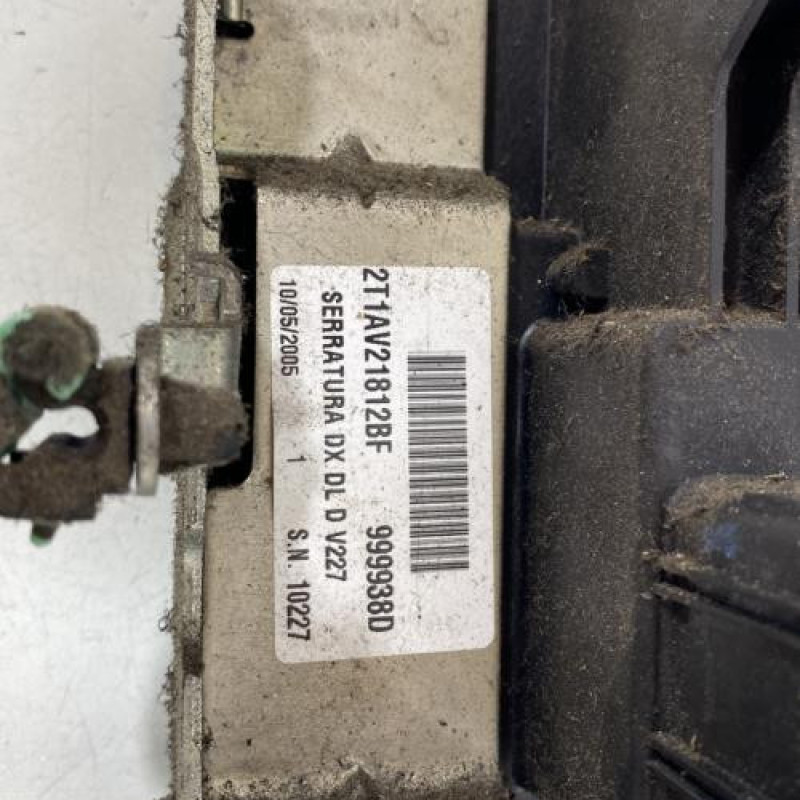 2T1AV21812BF 999938D
SERRATURA DX DL D V227
10/05/2005 1 S.N. 10227